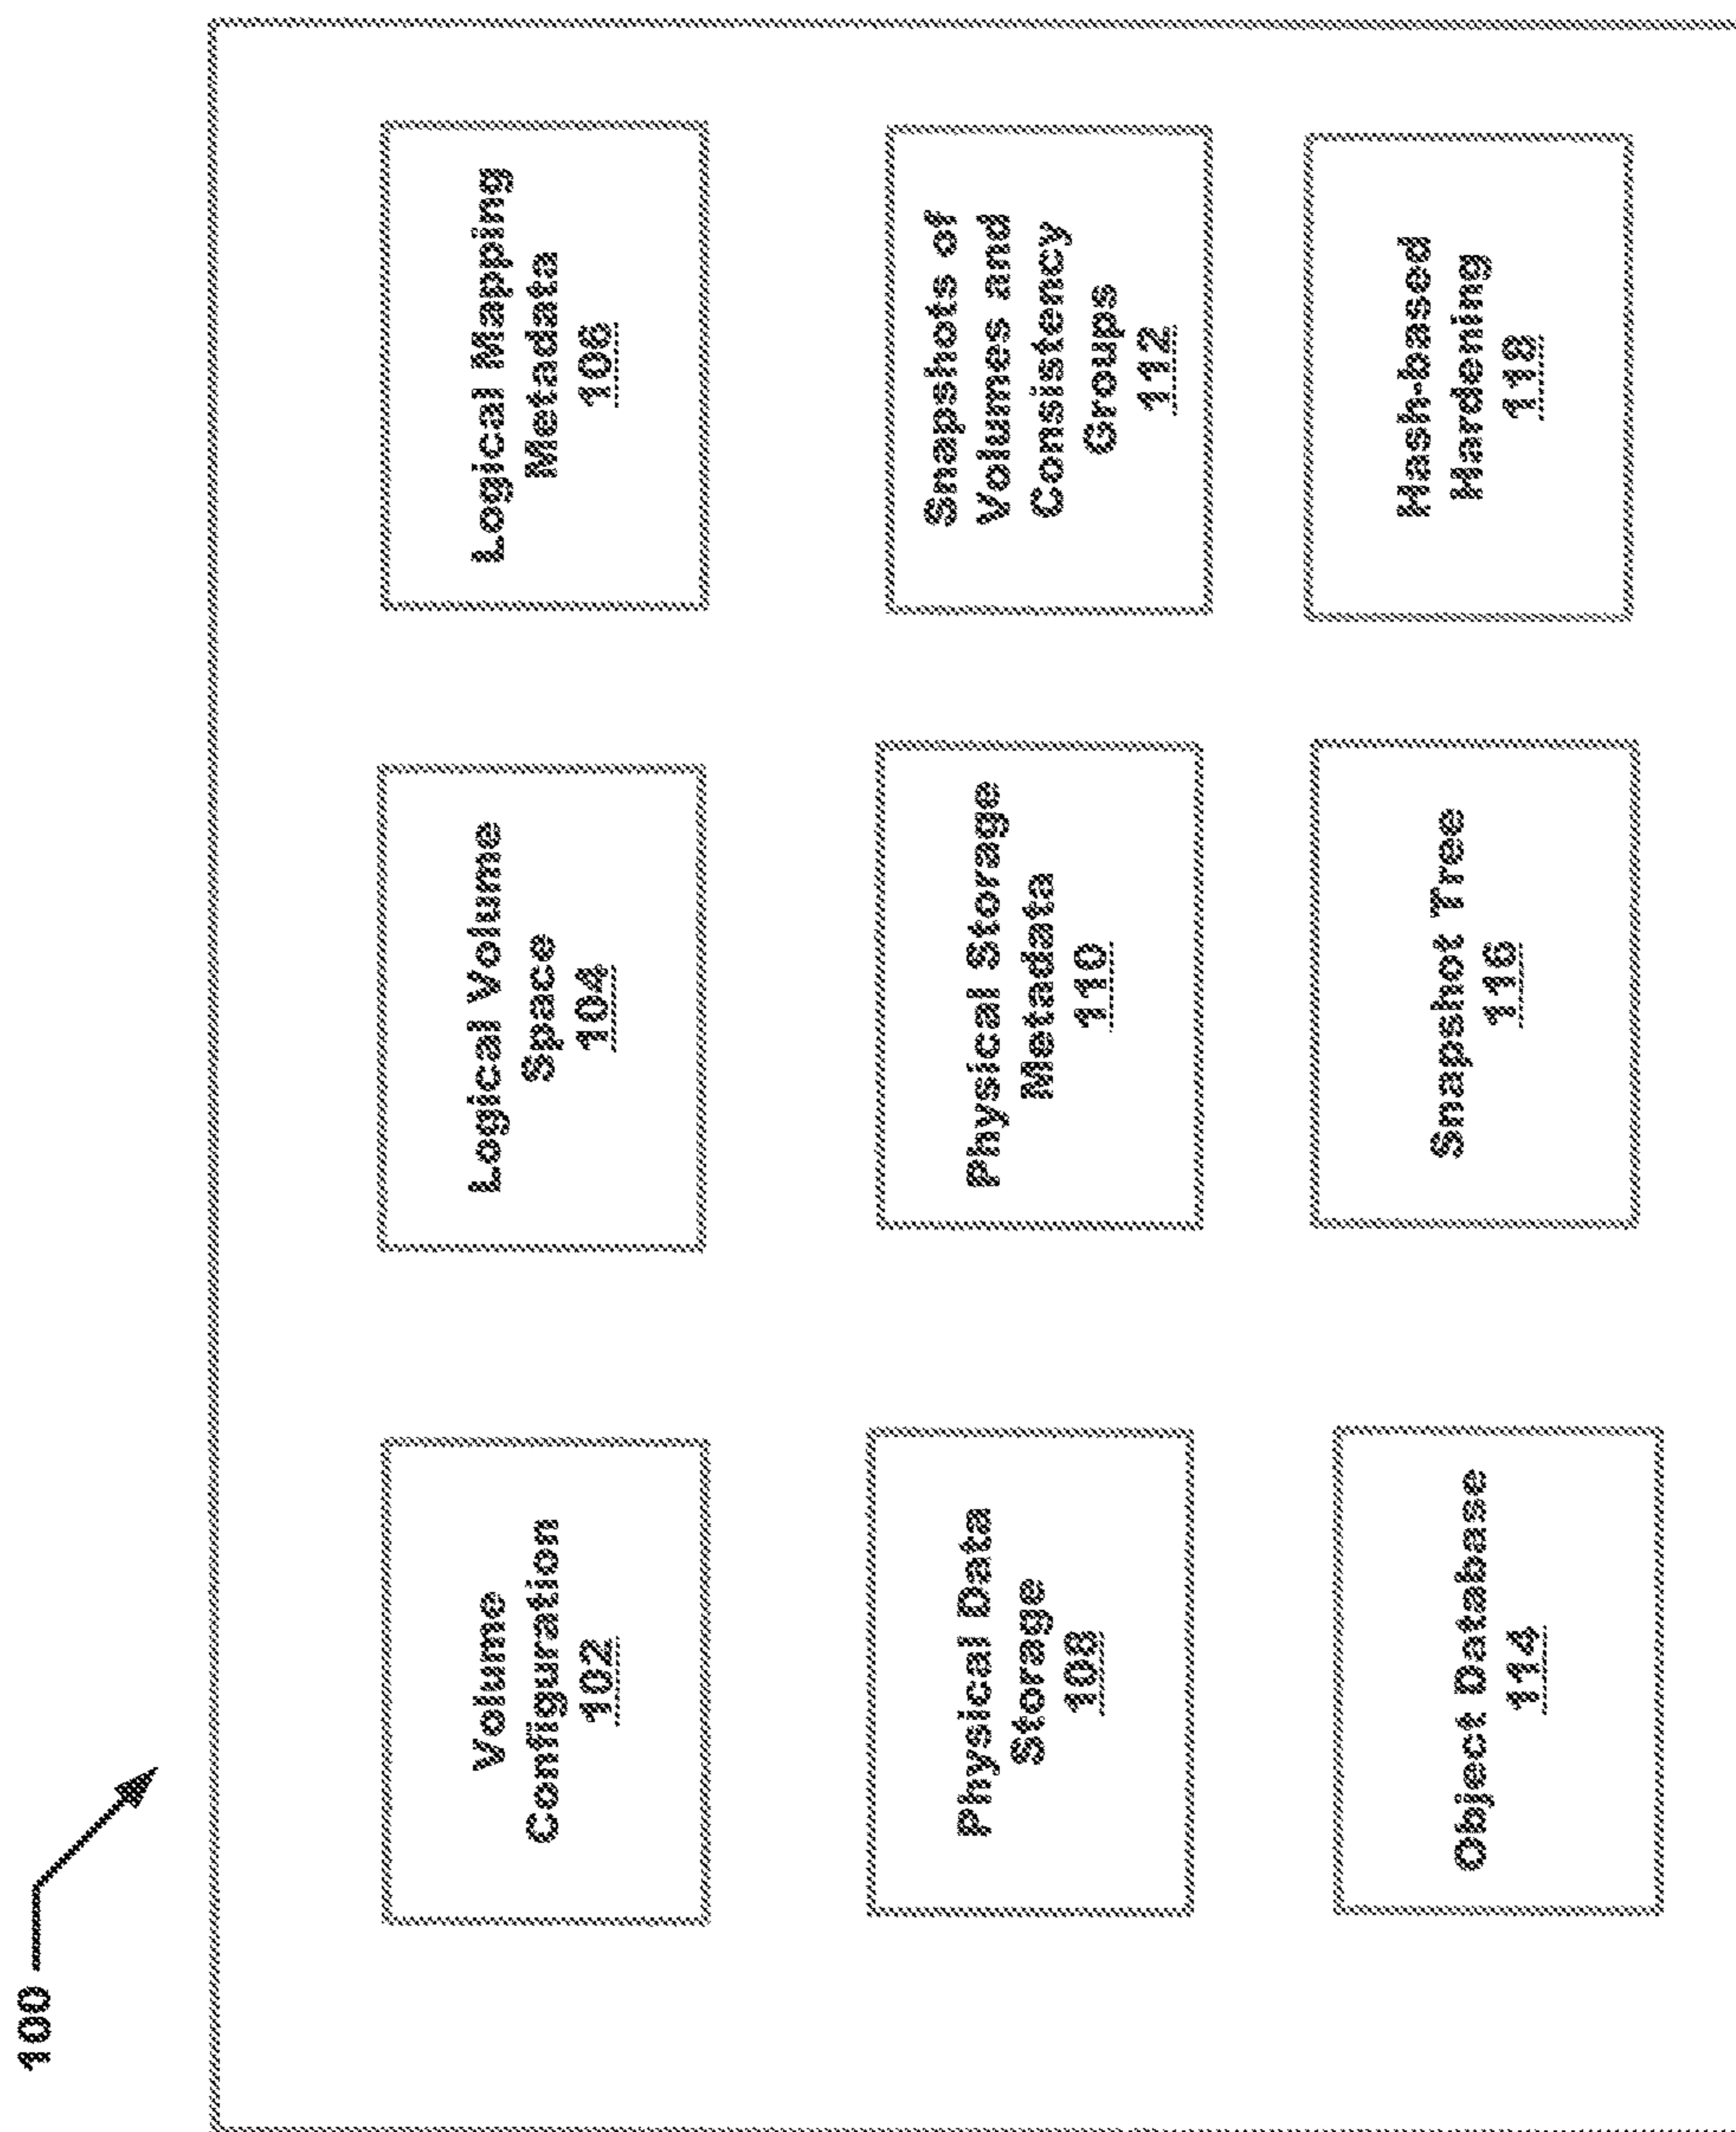 100
Volume
Configuration
102
Logical Volume
Space
104
Logical Mapping
Metadata
106
Physical Data
Storage
108
Physical Storage
Metadata
110
Snapshots of
Volumes and
Consistency
Groups
112
Object Database
114
Snapshot Tree
116
Hash-based
Hardening
118